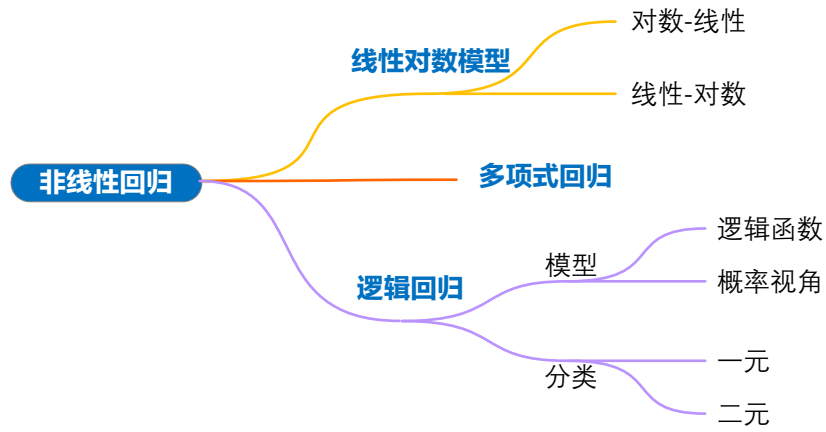 非线性回归
线性对数模型
对数-线性
线性-对数
多项式回归
逻辑回归
模型
逻辑函数
概率视角
分类
一元
二元